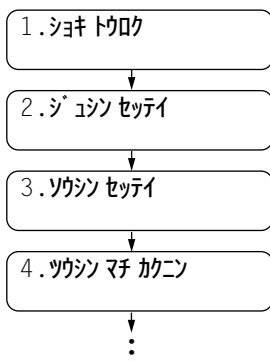 1.ｼｮｷ ﾄｳﾛｸ
2.ｼﾞｭｼﾝ ｾｯﾃｲ
3.ｿｳｼﾝ ｾｯﾃｲ
4.ﾂｳｼﾝ ﾏﾁ ｶｸﾆﾝ